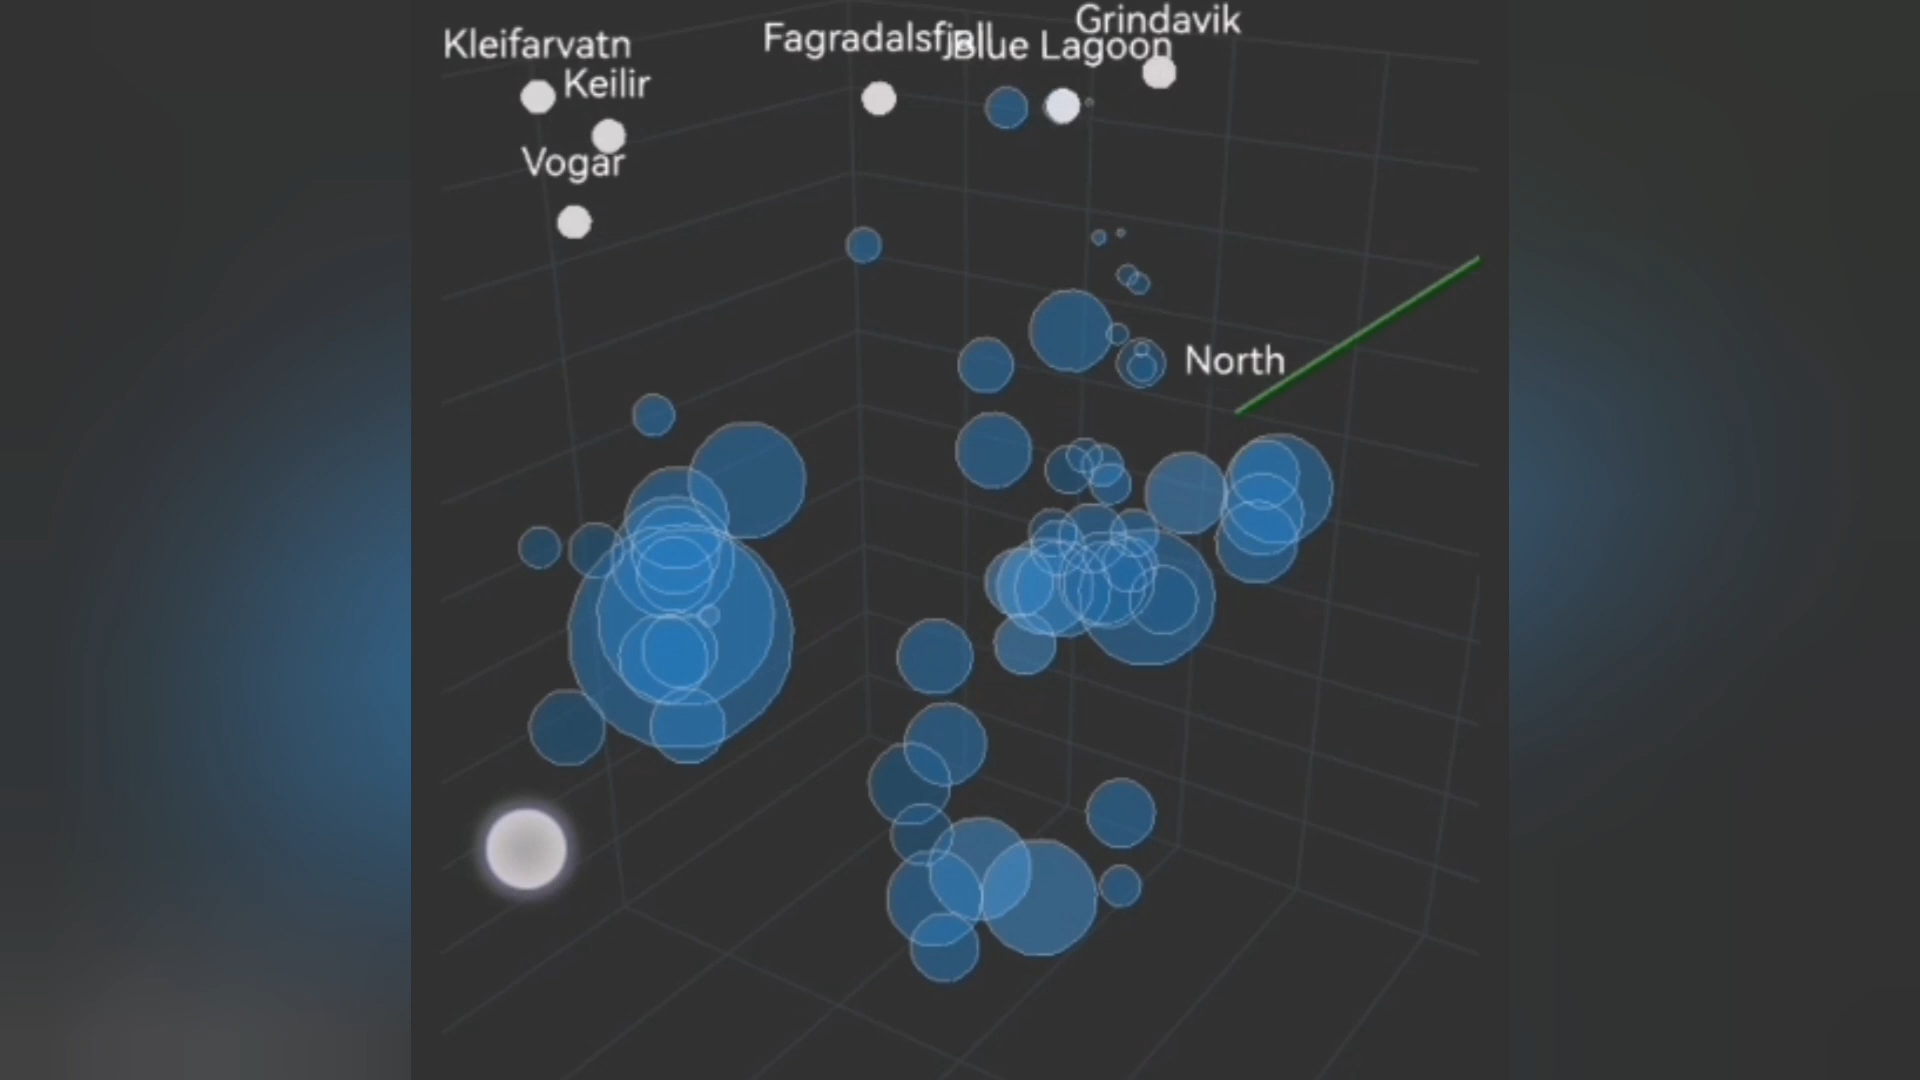 Grindavik
Kleifarvatn
Fagradalsfjall
Blue Lagoon
Keilir
Vogar
North